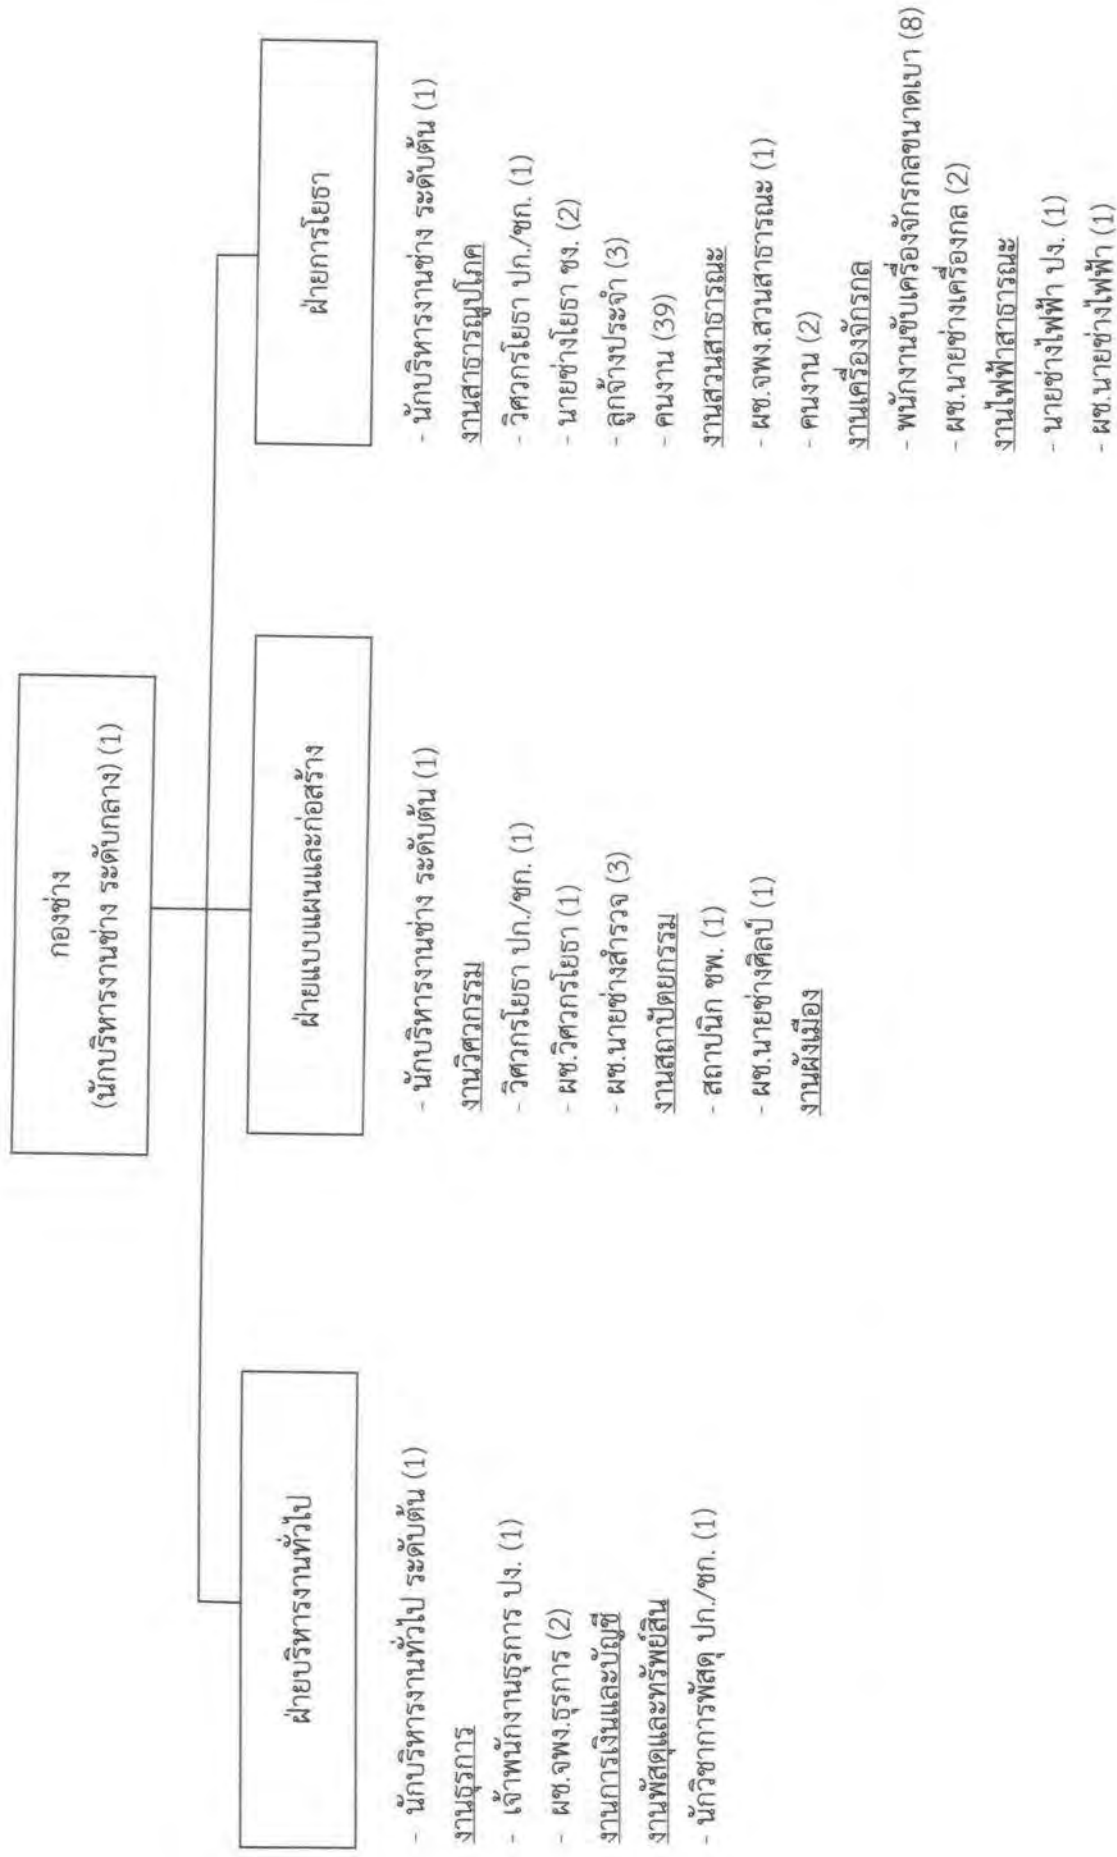 กองช่าง
(นักบริหารงานช่าง ระดับกลาง) (1)
ฝ่ายบริหารงานทั่วไป
- นักบริหารงานทั่วไป ระดับต้น (1)
งานธุรการ
- เจ้าพนักงานธุรการ ปง. (1)
- ผช.จพง.ธุรการ (2)
งานการเงินและบัญชี
งานพัสดุและทรัพย์สิน
- นักวิชาการพัสดุ ปก./ชก. (1)
ฝ่ายแบบแผนและก่อสร้าง
- นักบริหารงานช่าง ระดับต้น (1)
งานวิศวกรรม
- วิศวกรโยธา ปก./ชก. (1)
- ผช.วิศวกรโยธา (1)
- ผช.นายช่างสำรวจ (3)
งานสถาปัตยกรรม
- สถาปนิก ชพ. (1)
- ผช.นายช่างศิลป์ (1)
งานผังเมือง
ฝ่ายการโยธา
- นักบริหารงานช่าง ระดับต้น (1)
งานสาธารณูปโภค
- วิศวกรโยธา ปก./ชก. (1)
- นายช่างโยธา ชง. (2)
- ลูกจ้างประจำ (3)
- คนงาน (39)
งานสวนสาธารณะ
- ผช.จพง.สวนสาธารณะ (1)
- คนงาน (2)
งานเครื่องจักรกล
- พนักงานขับเครื่องจักรกลขนาดเบา (8)
- ผช.นายช่างเครื่องกล (2)
งานไฟฟ้าสาธารณะ
- นายช่างไฟฟ้า ปง. (1)
- ผช.นายช่างไฟฟ้า (1)